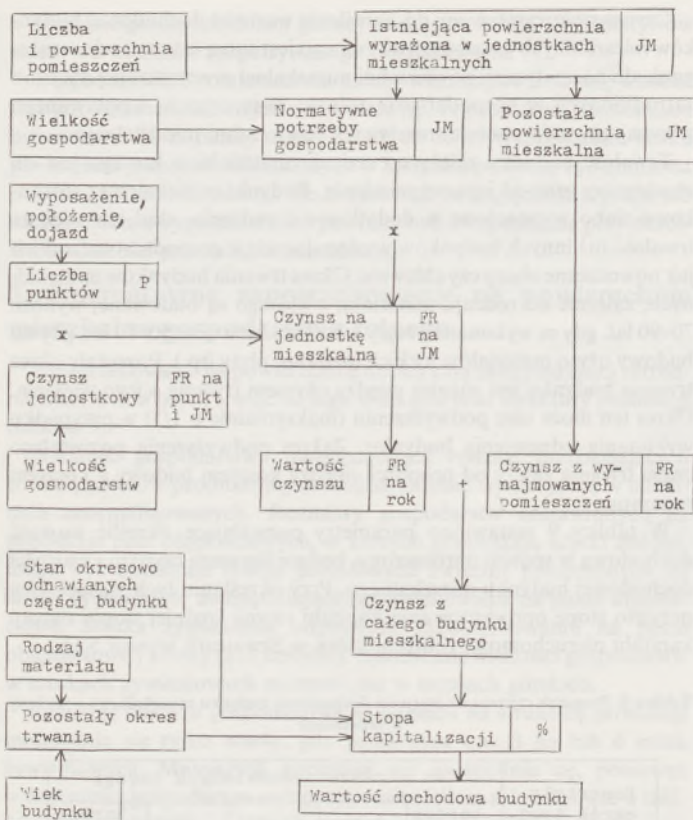 Liczba
i powierzchnia
pomieszczeń
Istniejąca powierzchnia
wyrażona w jednostkach
mieszkalnych
JM
Wielkość
gospodarstwa
Normatywne
potrzeby
gospodarstwa
JM
Pozostała
powierzchnia
mieszkalna
JM
Wyposażenie,
położenie,
dojazd
x
Liczba
punktów
P
x
Czynsz na
jednostkę
mieszkalną
FR
na
JM
Czynsz
jednostkowy
FR na
punkt
i JM
Wielkość
gospodarstw
Wartość
czynszu
FR
na
rok
+
Czynsz z wy-
najmowanych
pomieszczeń
FR
na
rok
Stan okresowo
odnawianych
części budynku
Czynsz z
całego budynku
mieszkalnego
Rodzaj
materiału
Pozostały okres
trwania
Stopa
kapitalizacji
%
Wiek
budynku
Wartość dochodowa budynku